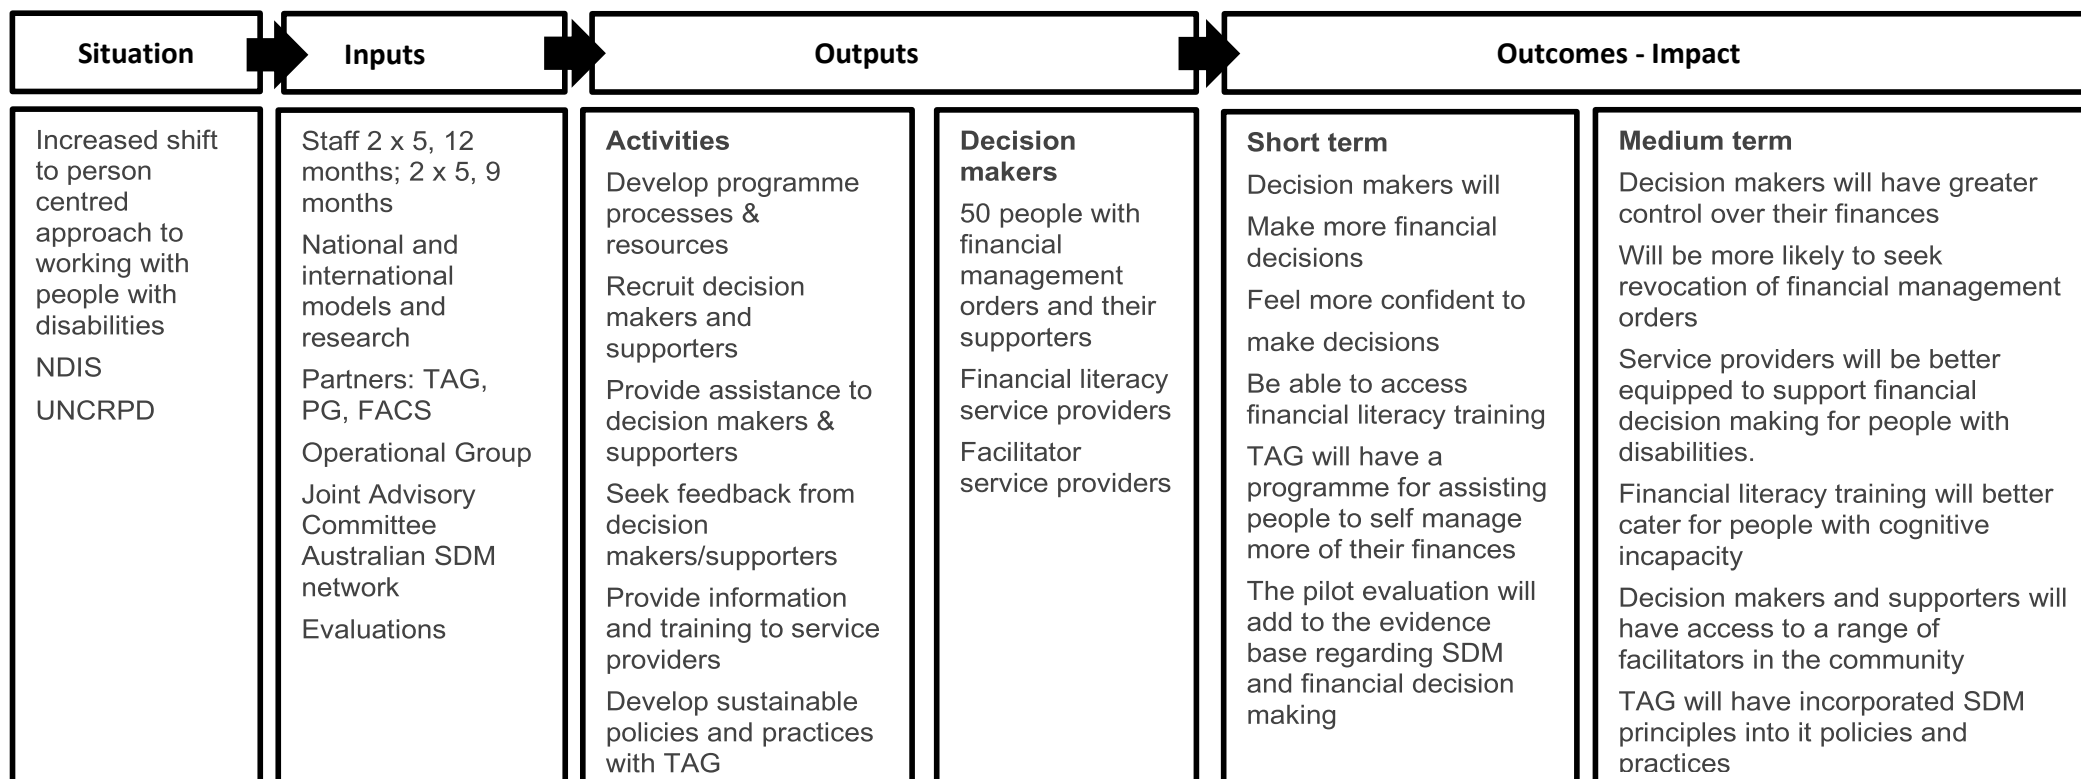 Situation
Inputs
Outputs
Outcomes - Impact
Increased shift
to person
centred
approach to
working with
people with
disabilities
NDIS
UNCRPD
Staff 2 x 5, 12
months; 2 x 5, 9
months
National and
international
models and
research
Partners: TAG,
PG, FACS
Operational Group
Joint Advisory
Committee
Australian SDM
network
Evaluations
Activities
Develop programme
processes &
resources
Recruit decision
makers and
supporters
Provide assistance to
decision makers &
supporters
Seek feedback from
decision
makers/supporters
Provide information
and training to service
providers
Develop sustainable
policies and practices
with TAG
Decision
makers
50 people with
financial
management
orders and their
supporters
Financial literacy
service providers
Facilitator
service providers
Short term
Decision makers will
Make more financial
decisions
Feel more confident to
make decisions
Be able to access
financial literacy training
TAG will have a
programme for assisting
people to self manage
more of their finances
The pilot evaluation will
add to the evidence
base regarding SDM
and financial decision
making
Medium term
Decision makers will have greater
control over their finances
Will be more likely to seek
revocation of financial management
orders
Service providers will be better
equipped to support financial
decision making for people with
disabilities.
Financial literacy training will better
cater for people with cognitive
incapacity
Decision makers and supporters will
have access to a range of
facilitators in the community
TAG will have incorporated SDM
principles into it policies and
practices